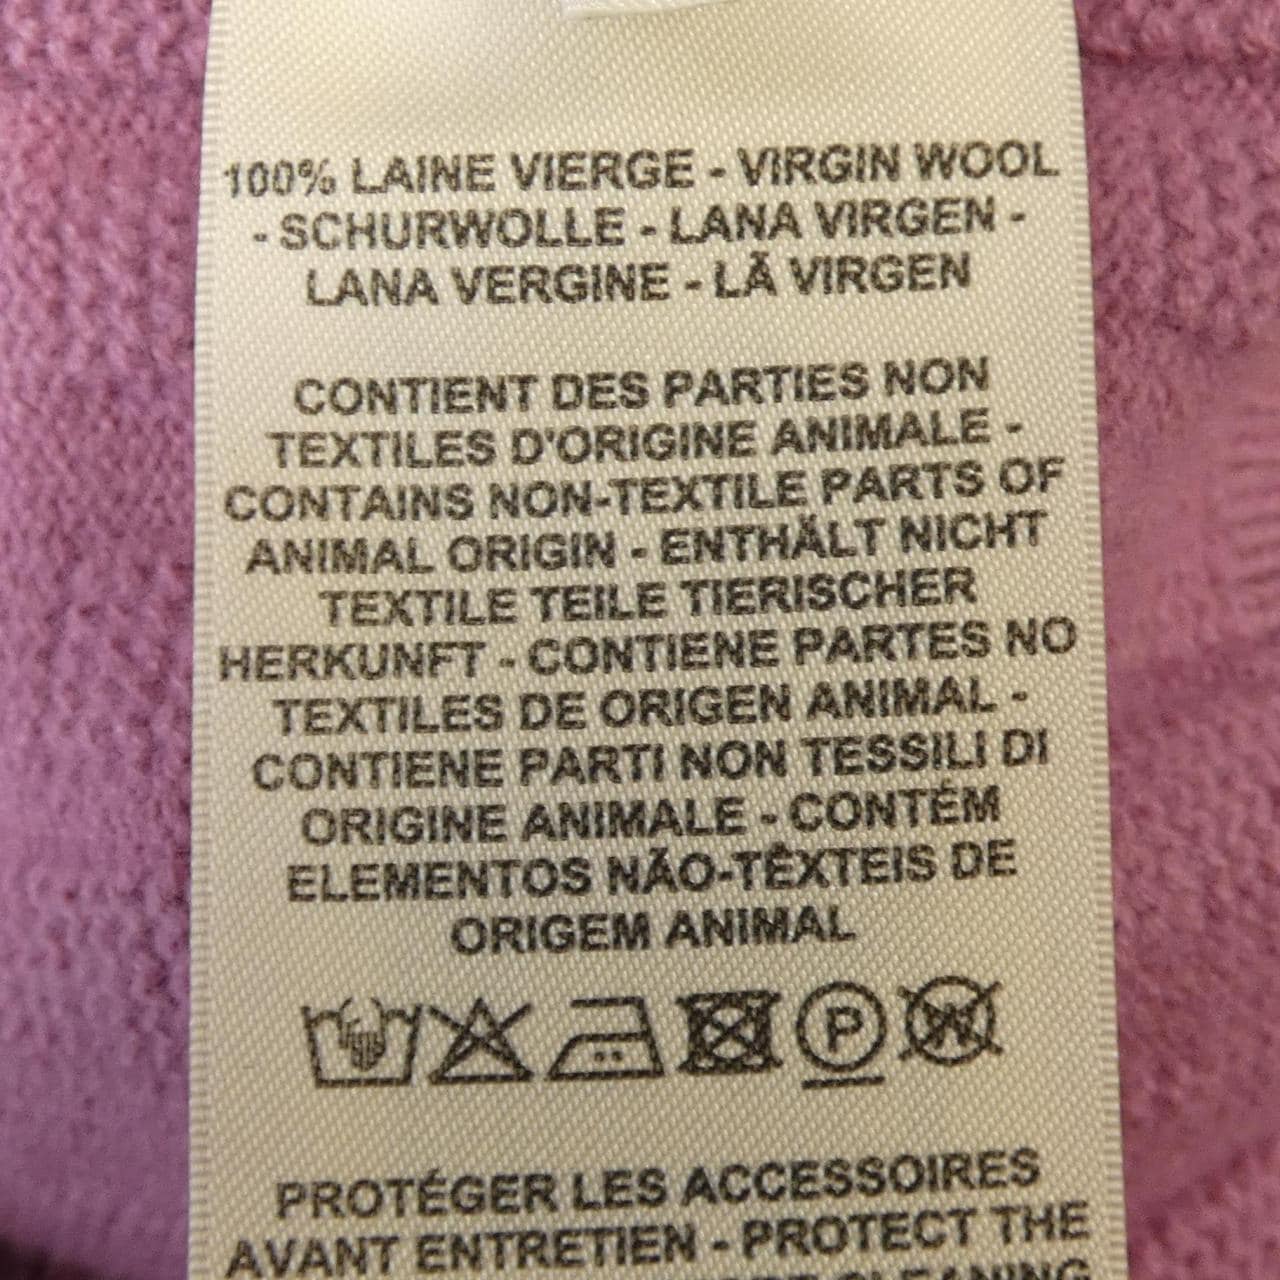 100% LAINE VIERGE - VIRGIN WOOL
- SCHURWOLLE - LANA VIRGEN -
LANA VERGINE - LÃ VIRGEN
CONTIENT DES PARTIES NON
TEXTILES D'ORIGINE ANIMALE -
CONTAINS NON-TEXTILE PARTS OF
ANIMAL ORIGIN - ENTHÄLT NICHT
TEXTILE TEILE TIERISCHER
HERKUNFT - CONTIENE PARTES NO
TEXTILES DE ORIGEN ANIMAL -
CONTIENE PARTI NON TESSILI DI
ORIGINE ANIMALE - CONTÉM
ELEMENTOS NÃO-TÊXTEIS DE
ORIGEM ANIMAL
P W
PROTÉGER LES ACCESSOIRES
AVANT ENTRETIEN - PROTECT THE
CLEANING